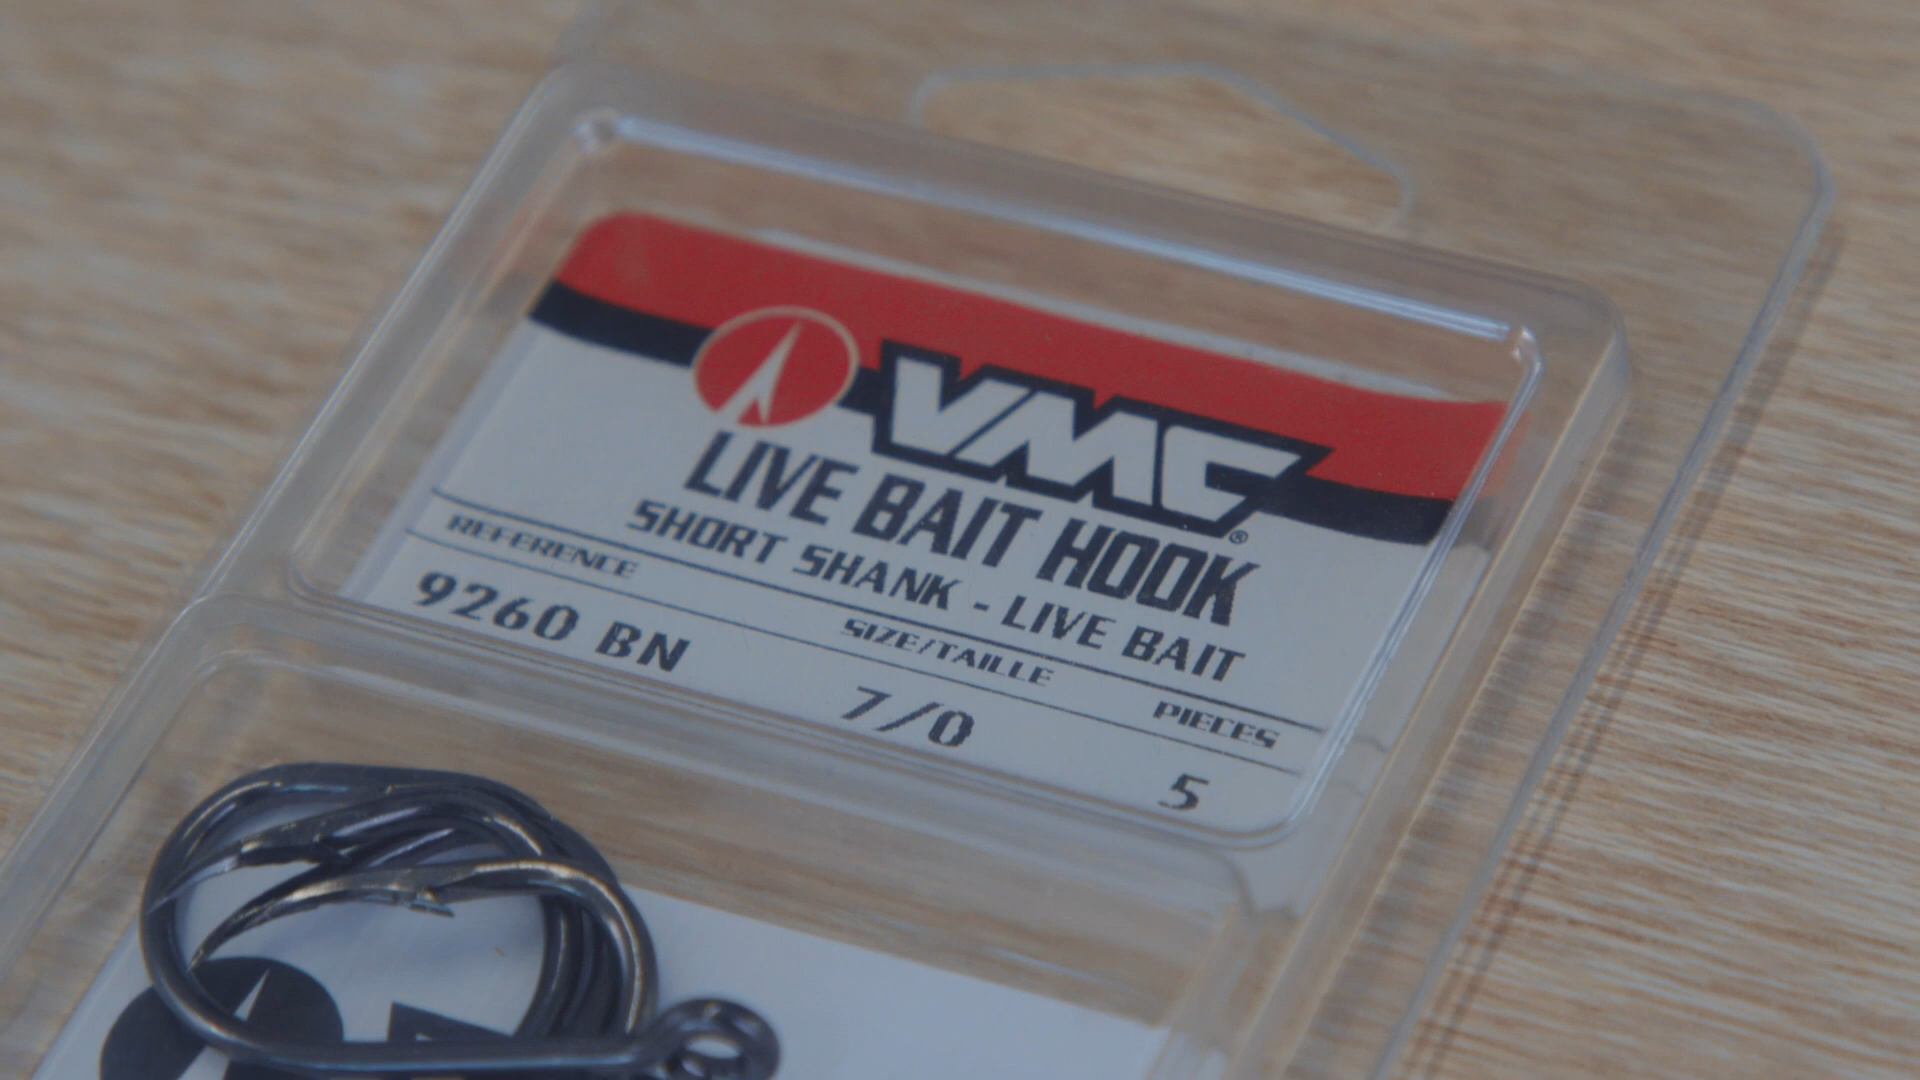 VMC®
LIVE BAIT HOOK
SHORT SHANK - LIVE BAIT
REFERENCE SIZE/TAILLE PIECES
9260 BN 7/0 5